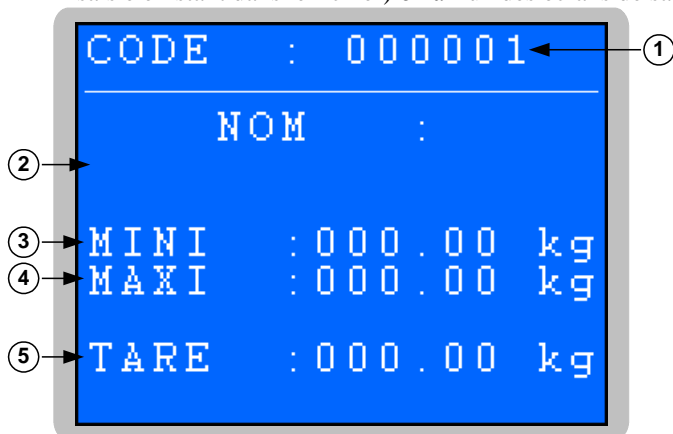 CODE : 000001
1
NOM :
2
3
MINI :000.00 kg
4
MAXI :000.00 kg
5
TARE :000.00 kg